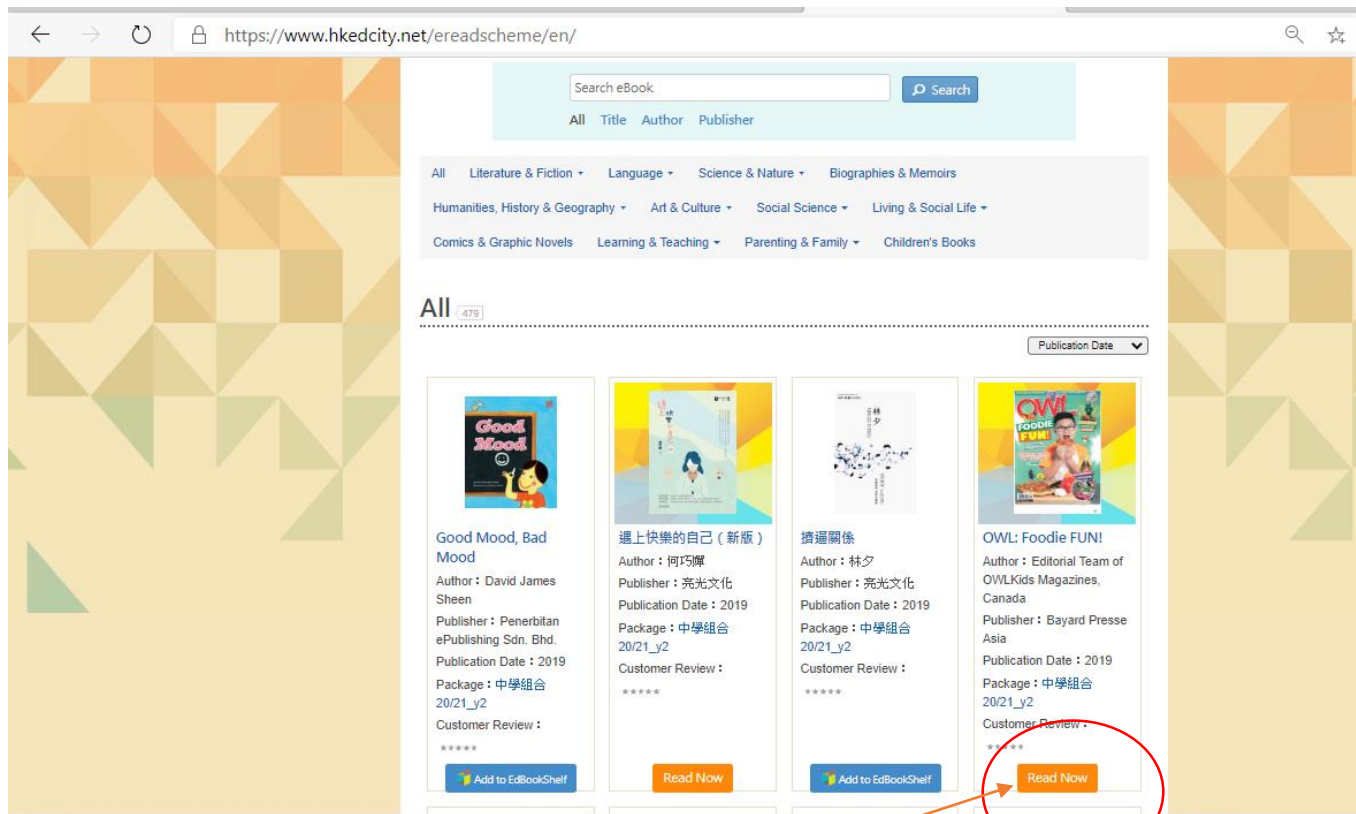 https://www.hkedcity.net/ereadscheme/en/
Search eBook
Search
All Title Author Publisher
All Literature & Fiction Language Science & Nature Biographies & Memoirs
Humanities, History & Geography Art & Culture Social Science Living & Social Life
Comics & Graphic Novels Learning & Teaching Parenting & Family Children's Books
All 479
Publication Date
Good Mood
Good Mood, Bad
Mood
Author：David James
Sheen
Publisher：Penerbitan
ePublishing Sdn. Bhd.
Publication Date：2019
Package：中學組合
20/21_y2
Customer Review：
*****
Add to EdBookShelf
遇上快樂的自己（新版）
Author：何巧嬋
Publisher：亮光文化
Publication Date：2019
Package：中學組合
20/21_y2
Customer Review：
*****
Read Now
林夕
擠逼關係
Author：林夕
Publisher：亮光文化
Publication Date：2019
Package：中學組合
20/21_y2
Customer Review：
*****
Add to EdBookShelf
OWL
FOODIE
FUN!
OWL: Foodie FUN!
Author：Editorial Team of
OWLKids Magazines,
Canada
Publisher：Bayard Presse
Asia
Publication Date：2019
Package：中學組合
20/21_y2
Customer Review：
*****
Read Now